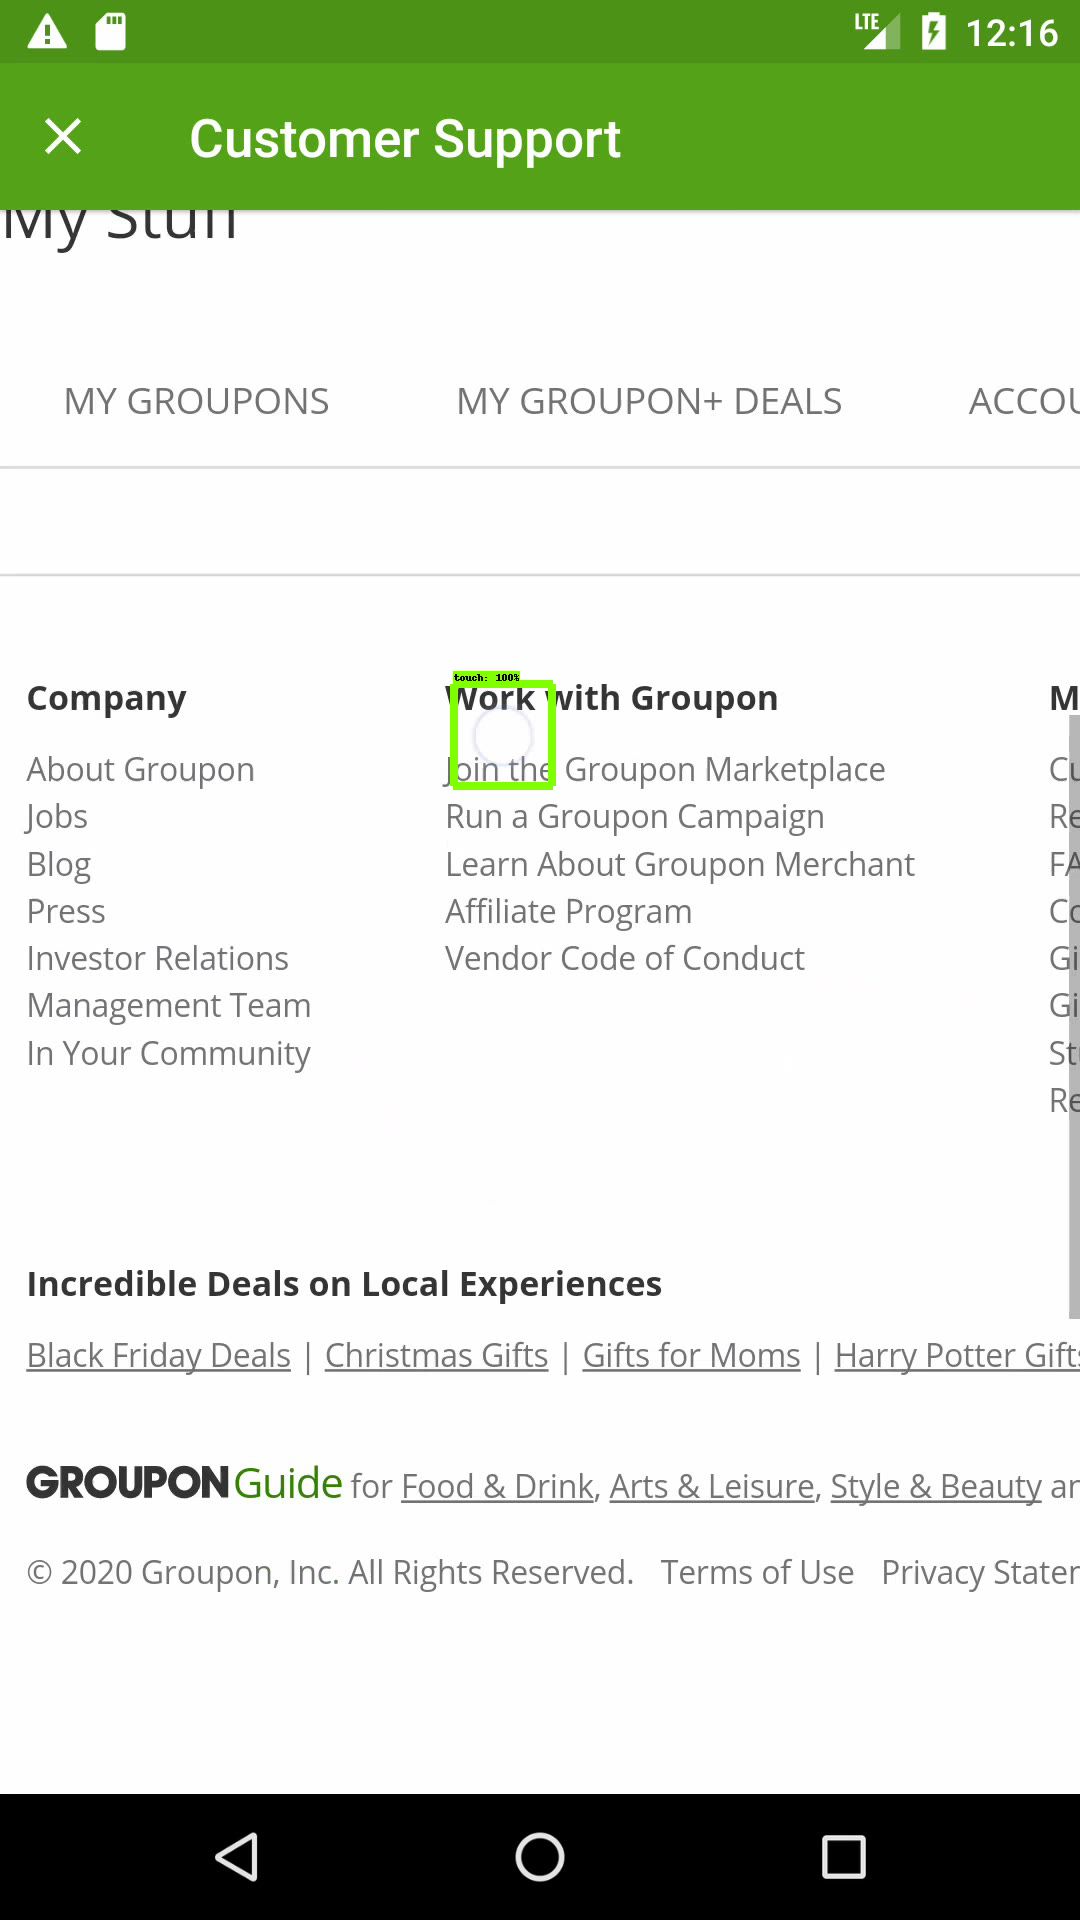 LTE 12:16
Customer Support
My Stuff
MY GROUPONS MY GROUPON+ DEALS ACCOU
touch: 100%
Company Work with Groupon M
About Groupon Join the Groupon Marketplace Cu
Jobs Run a Groupon Campaign Re
Blog Learn About Groupon Merchant FA
Press Affiliate Program Co
Investor Relations Vendor Code of Conduct Gi
Management Team Gi
In Your Community St
Re
Incredible Deals on Local Experiences
Black Friday Deals | Christmas Gifts | Gifts for Moms | Harry Potter Gifts
GROUPON Guide for Food & Drink, Arts & Leisure, Style & Beauty ar
© 2020 Groupon, Inc. All Rights Reserved. Terms of Use Privacy Stater